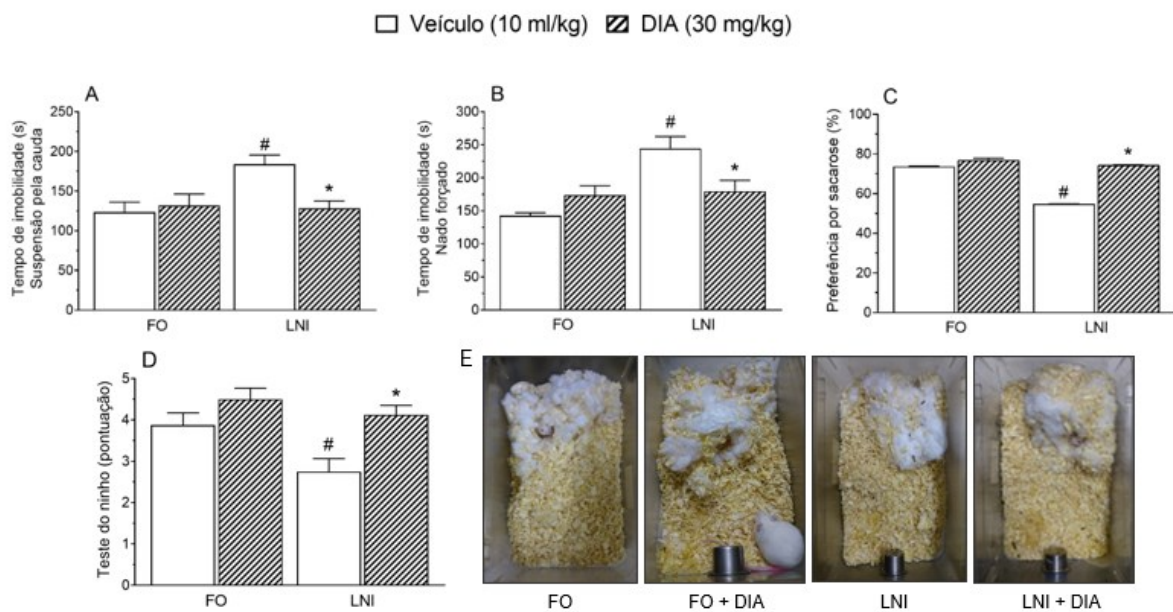 Veículo (10 ml/kg) DIA (30 mg/kg)
A
Tempo de imobilidade (s)
Suspensão pela cauda
250
200
150
100
50
0
#
*
FO LNI
B
Tempo de imobilidade (s)
Nado forçado
300
250
200
150
100
50
0
#
*
FO LNI
C
Preferência por sacarose (%)
100
80
60
40
20
0
#
*
FO LNI
D
Teste do ninho (pontuação)
5
4
3
2
1
0
#
*
FO LNI
E
FO FO + DIA LNI LNI + DIA